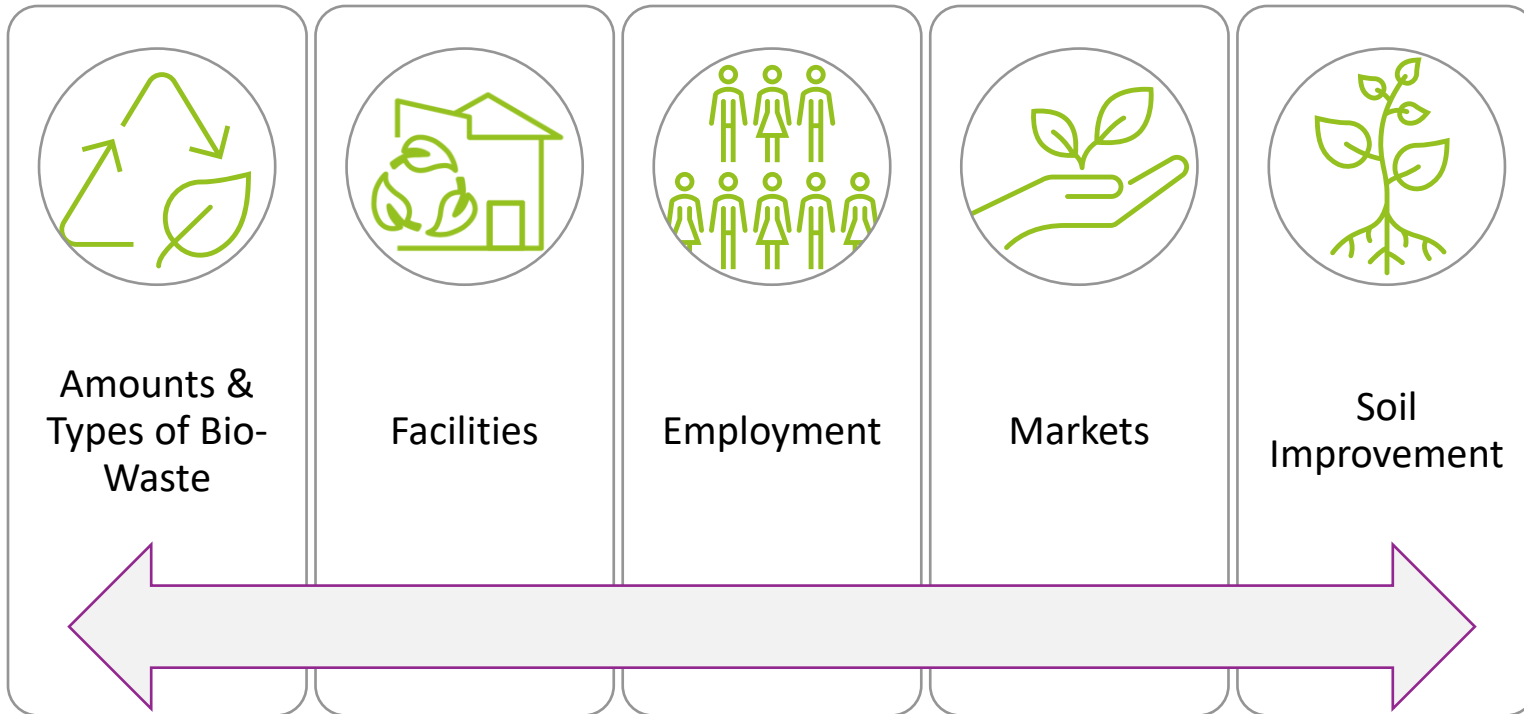 Amounts &
Types of Bio-
Waste
Facilities
Employment
Markets
Soil
Improvement